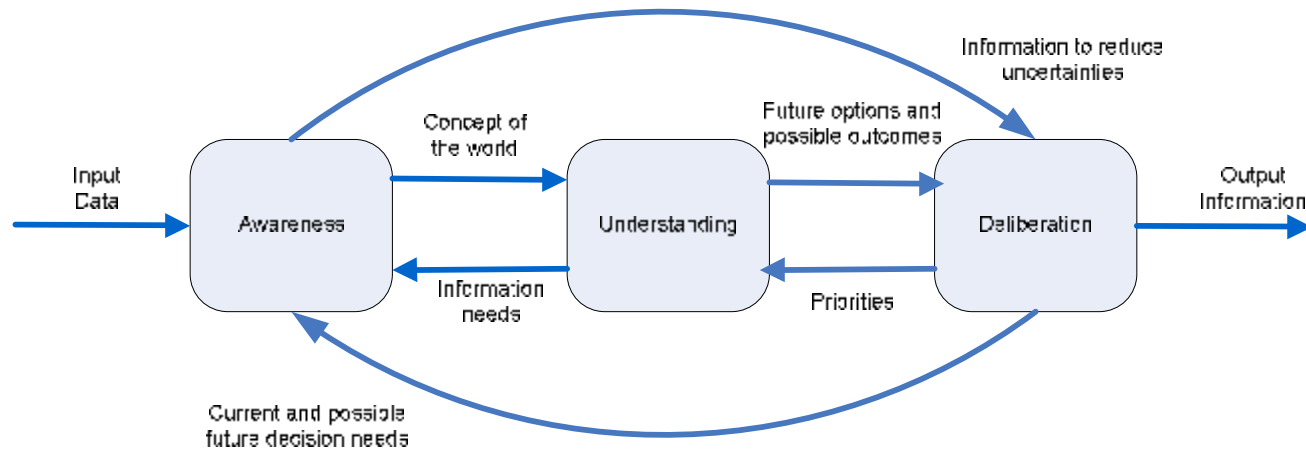 Information to reduce
uncertainties
Concept of
the world
Future options and
possible outcomes
Input
Data
Awareness
Understanding
Deliberation
Output
Information
Information
needs
Priorities
Current and possible
future decision needs